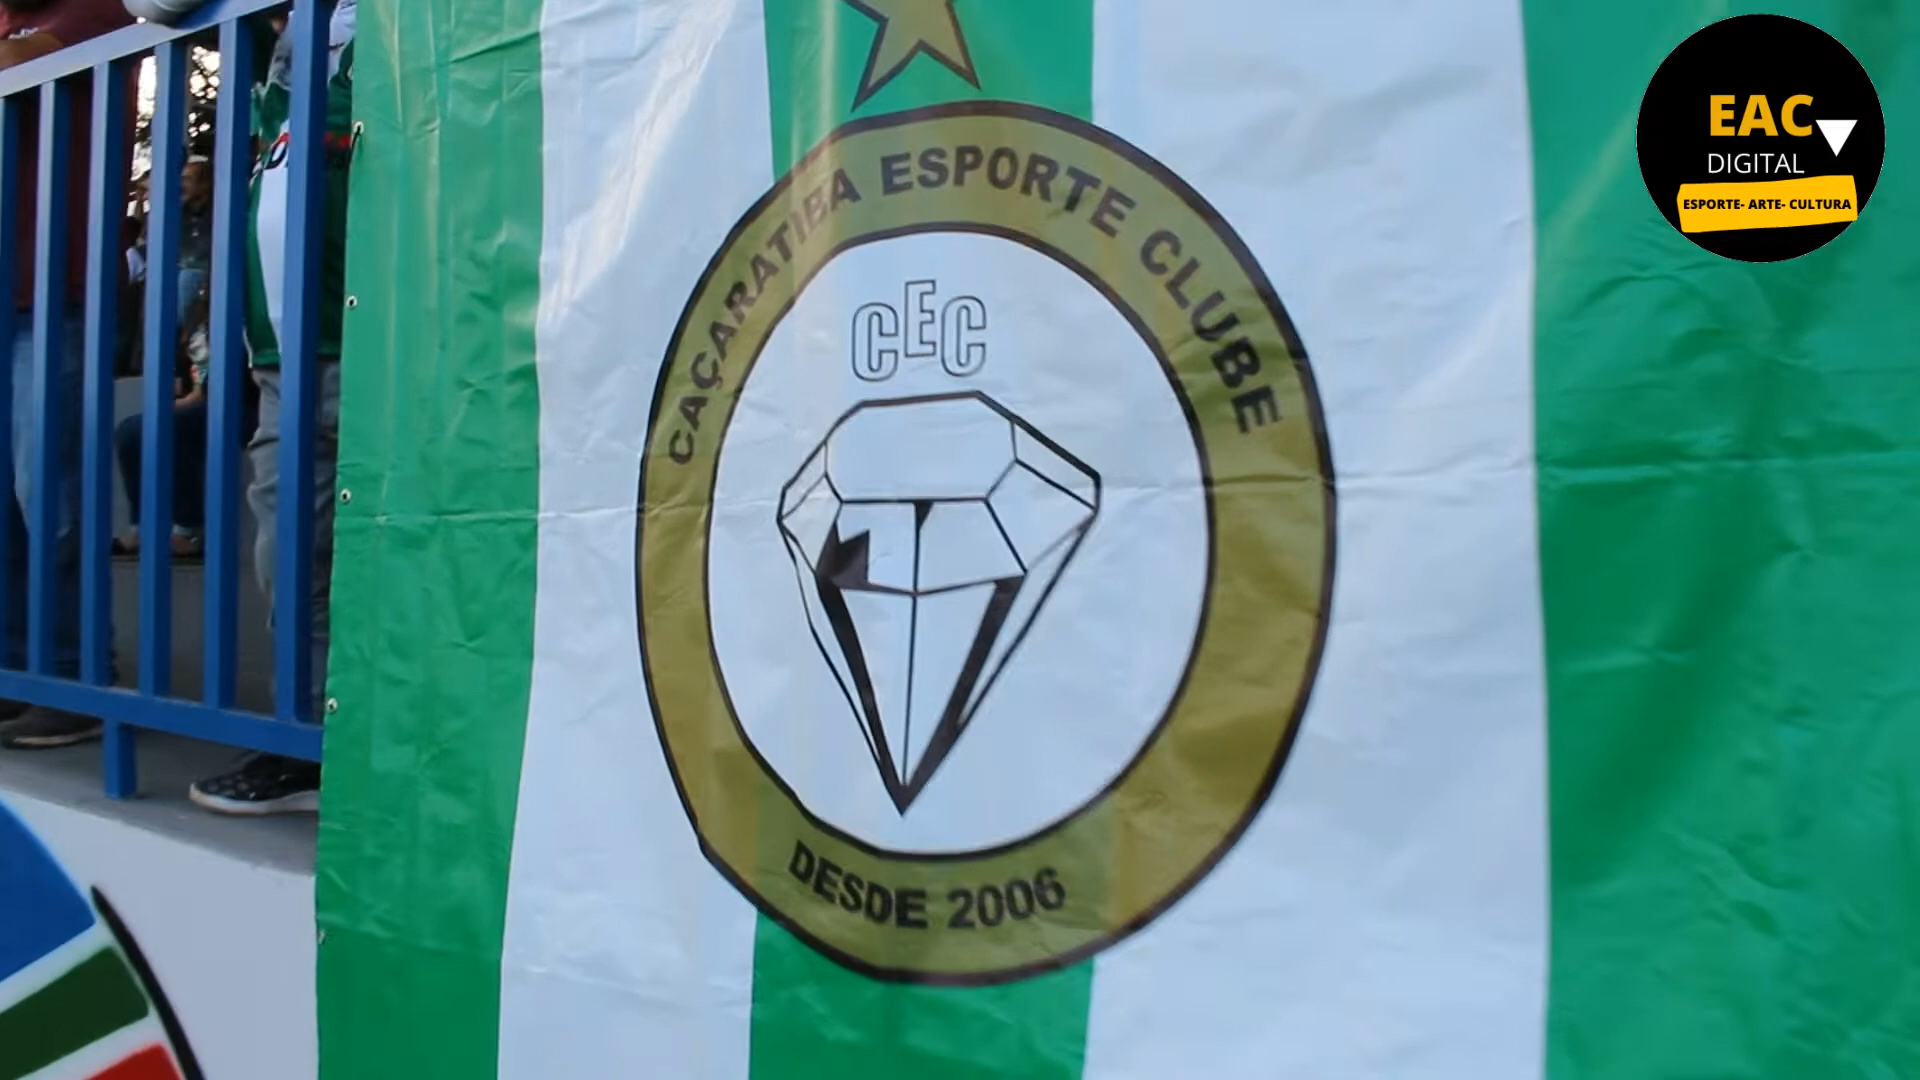 CAÇARATIBA ESPORTE CLUBE
CEC
DESDE 2006
EAC
DIGITAL
ESPORTE- ARTE- CULTURA